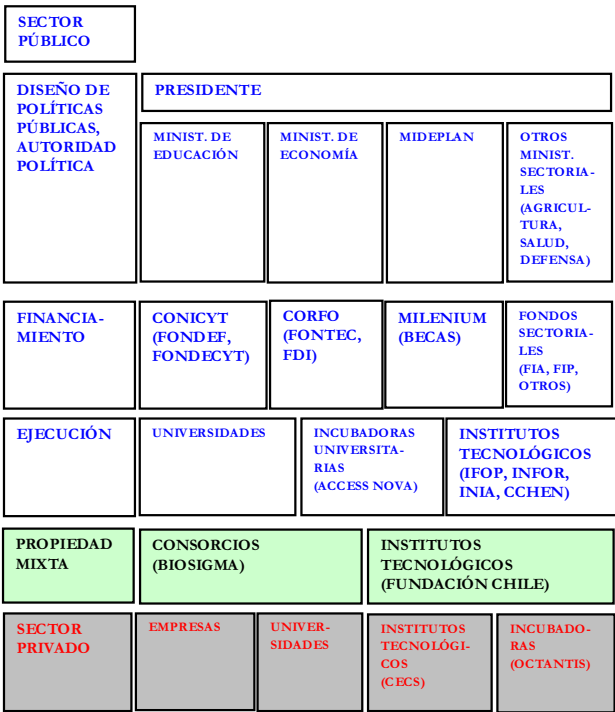 SECTOR
PÚBLICO
DISEÑO DE
POLÍTICAS
PÚBLICAS,
AUTORIDAD
POLÍTICA
PRESIDENTE
MINIST. DE
EDUCACIÓN
MINIST. DE
ECONOMÍA
MIDEPLAN
OTROS
MINIST.
SECTORIA-
LES
(AGRICUL-
TURA,
SALUD,
DEFENSA)
FINANCIA-
MIENTO
CONICYT
(FONDEF,
FONDECYT)
CORFO
(FONTEC,
FDI)
MILENIUM
(BECAS)
FONDOS
SECTORIA-
LES
(FIA, FIP,
OTROS)
EJECUCIÓN
UNIVERSIDADES
INCUBADORAS
UNIVERSITA-
RIAS
(ACCESS NOVA)
INSTITUTOS
TECNOLÓGICOS
(IFOP, INFOR,
INIA, CCHEN)
PROPIEDAD
MIXTA
CONSORCIOS
(BIOSIGMA)
INSTITUTOS
TECNOLÓGICOS
(FUNDACIÓN CHILE)
SECTOR
PRIVADO
EMPRESAS
UNIVER-
SIDADES
INSTITUTOS
TECNOLÓGI-
COS
(CECS)
INCUBADO-
RAS
(OCTANTIS)